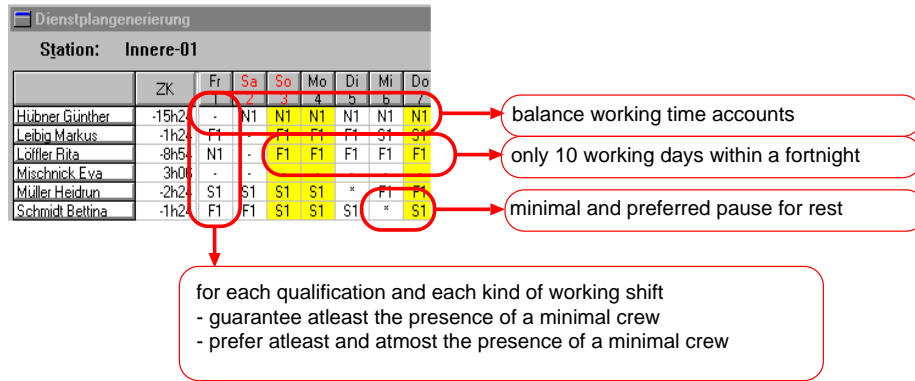 Dienstplangenerierung
Station: Innere-01
ZK Fr Sa So Mo Di Mi Do
1 2 3 4 5 6 7
Hübner Günther -15h24 - N1 N1 N1 N1 N1 N1
balance working time accounts
Leibig Markus -1h24 F1 - F1 F1 F1 S1 S1
Löffler Rita -8h54 N1 - F1 F1 F1 F1 F1
only 10 working days within a fortnight
Mischnick Eva 3h06 - - - - - - -
Müller Heidrun -2h24 S1 S1 S1 S1 * F1 F1
Schmidt Bettina -1h24 F1 F1 S1 S1 S1 * S1
minimal and preferred pause for rest
for each qualification and each kind of working shift
- guarantee atleast the presence of a minimal crew
- prefer atleast and atmost the presence of a minimal crew